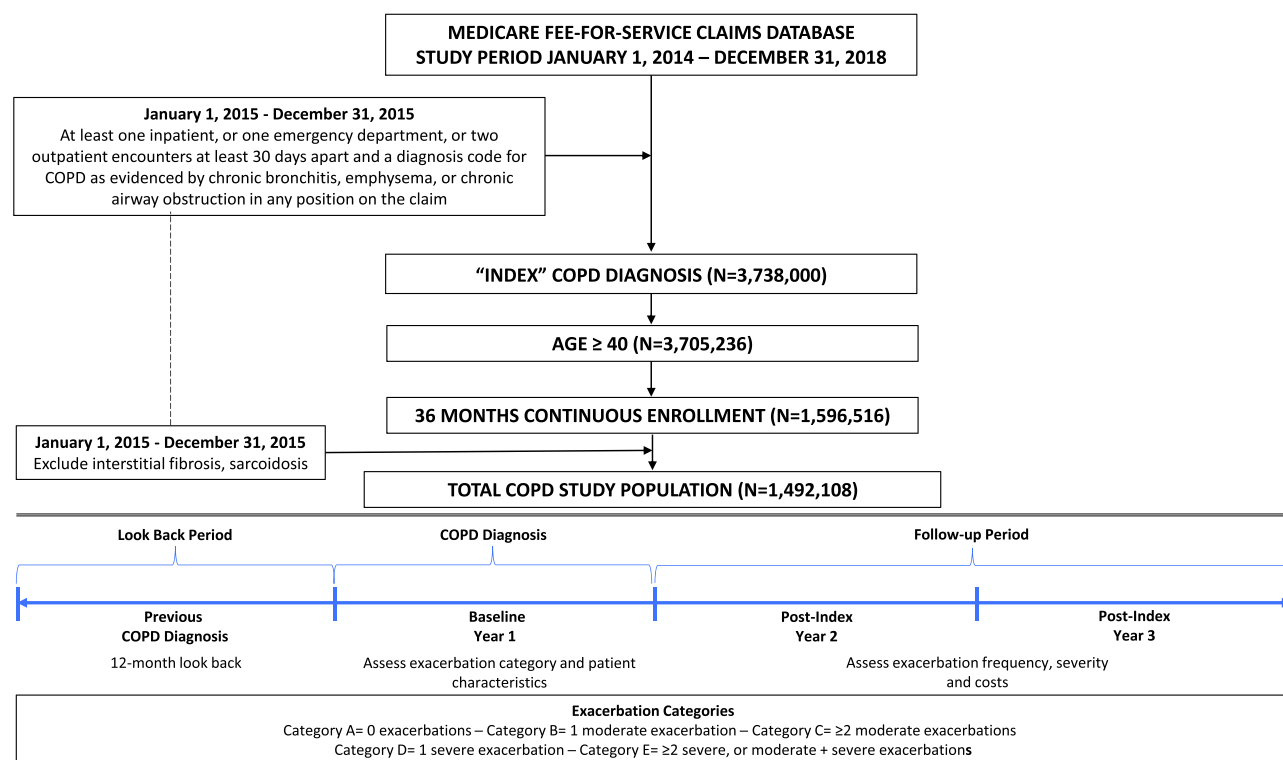 MEDICARE FEE-FOR-SERVICE CLAIMS DATABASE
STUDY PERIOD JANUARY 1, 2014 – DECEMBER 31, 2018
January 1, 2015 - December 31, 2015
At least one inpatient, or one emergency department, or two
outpatient encounters at least 30 days apart and a diagnosis code for
COPD as evidenced by chronic bronchitis, emphysema, or chronic
airway obstruction in any position on the claim
“INDEX” COPD DIAGNOSIS (N=3,738,000)
AGE ≥ 40 (N=3,705,236)
36 MONTHS CONTINUOUS ENROLLMENT (N=1,596,516)
January 1, 2015 - December 31, 2015
Exclude interstitial fibrosis, sarcoidosis
TOTAL COPD STUDY POPULATION (N=1,492,108)
Look Back Period
COPD Diagnosis
Follow-up Period
Previous
COPD Diagnosis
12-month look back
Baseline
Year 1
Assess exacerbation category and patient
characteristics
Post-Index
Year 2
Post-Index
Year 3
Assess exacerbation frequency, severity
and costs
Exacerbation Categories
Category A= 0 exacerbations – Category B= 1 moderate exacerbation – Category C= ≥2 moderate exacerbations
Category D= 1 severe exacerbation – Category E= ≥2 severe, or moderate + severe exacerbations